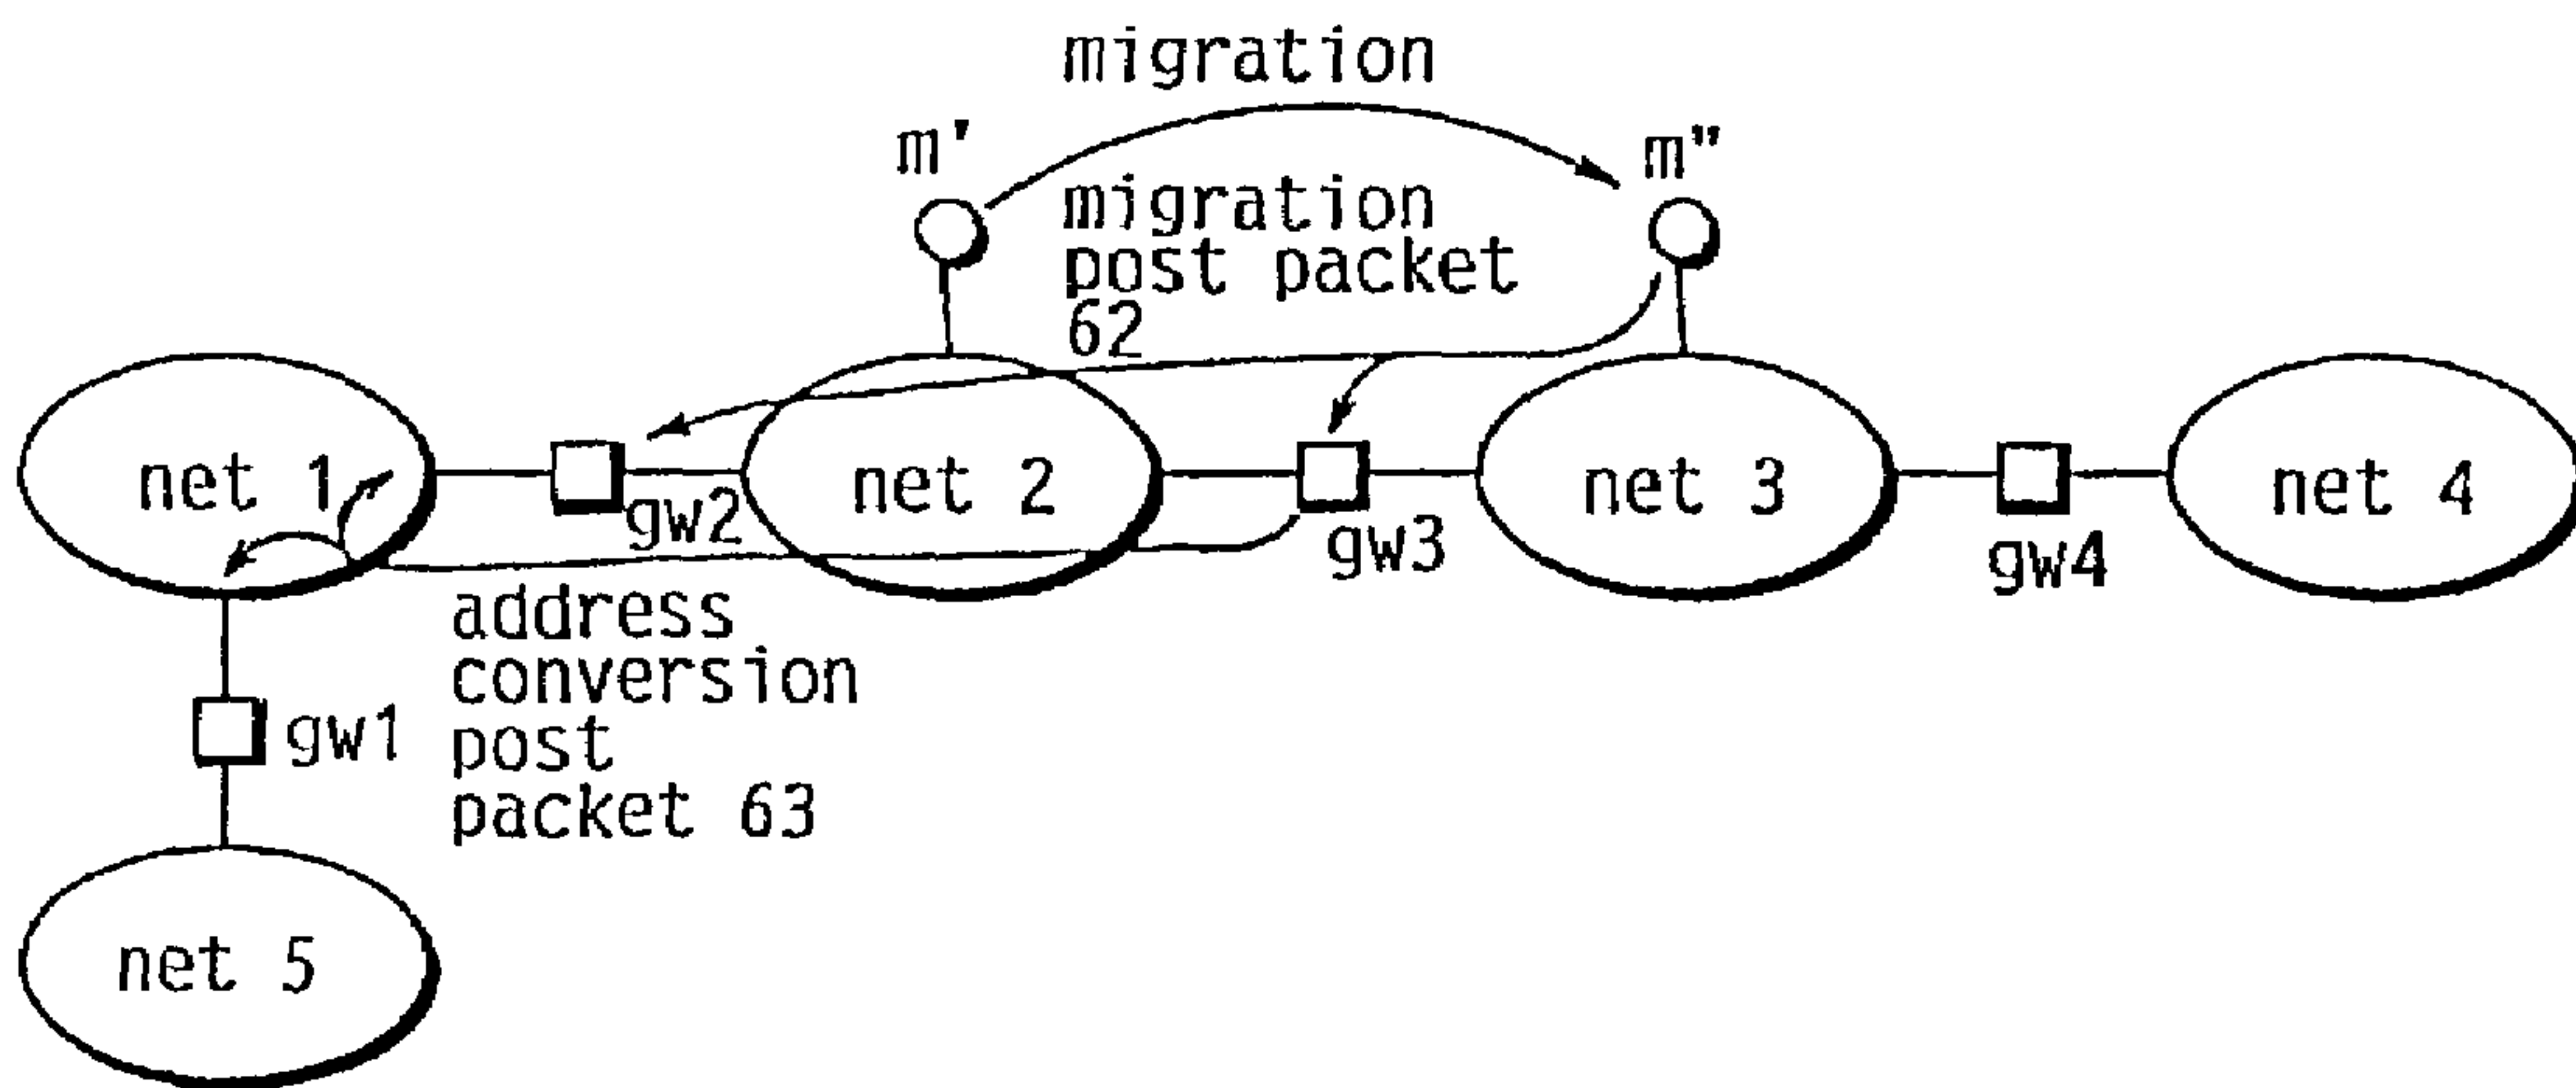 migration
m'
m"
migration
post packet
62
net 1
gw2
net 2
gw3
net 3
gw4
net 4
address
conversion
post
packet 63
gw1
net 5